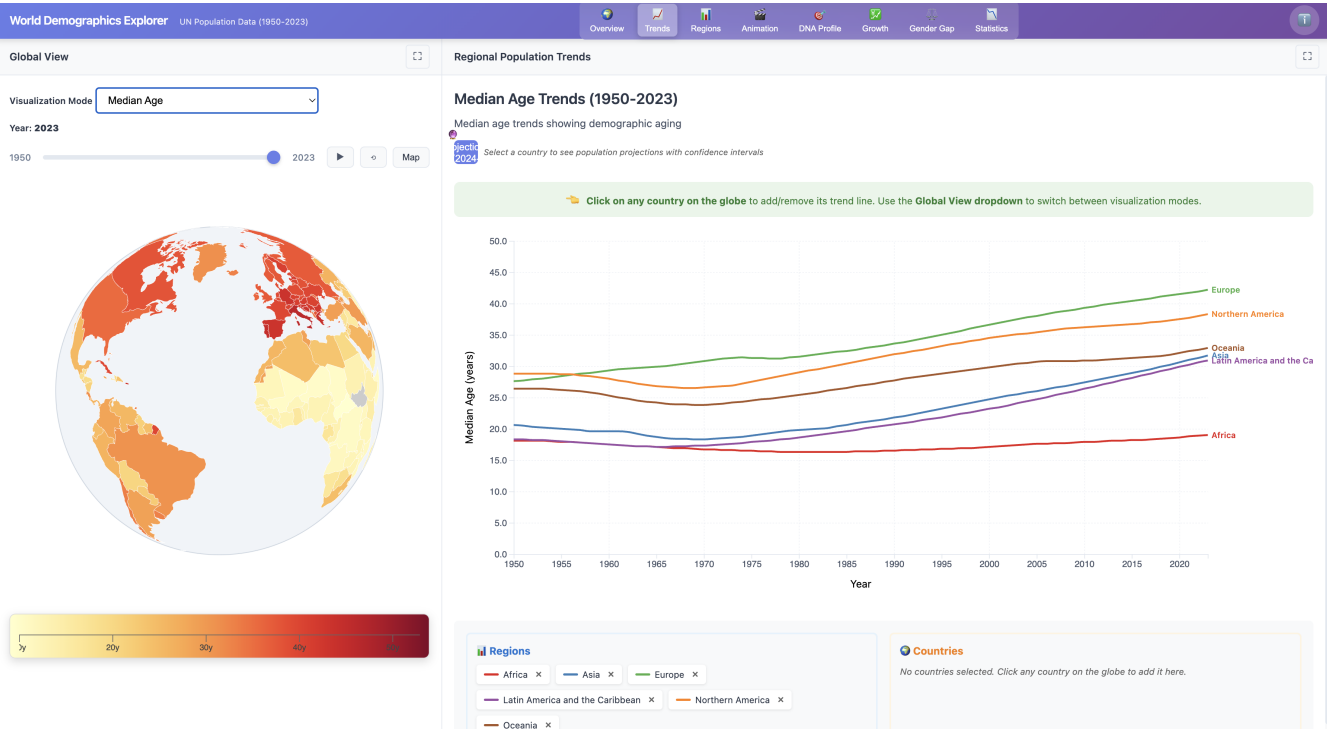 World Demographics Explorer UN Population Data (1950-2023)
Overview Trends Regions Animation DNA Profile Growth Gender Gap Statistics
Global View
Visualization Mode Median Age
Year: 2023
1950 2023 Map
20y 30y 40y
Regional Population Trends
Median Age Trends (1950-2023)
Median age trends showing demographic aging
Select a country to see population projections with confidence intervals
2024-
Click on any country on the globe to add/remove its trend line. Use the Global View dropdown to switch between visualization modes.
50.0
45.0
40.0
35.0
30.0
25.0
20.0
15.0
10.0
5.0
0.0
Median Age (years)
Europe
Northern America
Oceania
Asia
Latin America and the Ca
Africa
1950 1955 1960 1965 1970 1975 1980 1985 1990 1995 2000 2005 2010 2015 2020
Year
Regions
Africa ×
Asia ×
Europe ×
Latin America and the Caribbean ×
Northern America ×
Oceania ×
Countries
No countries selected. Click any country on the globe to add it here.